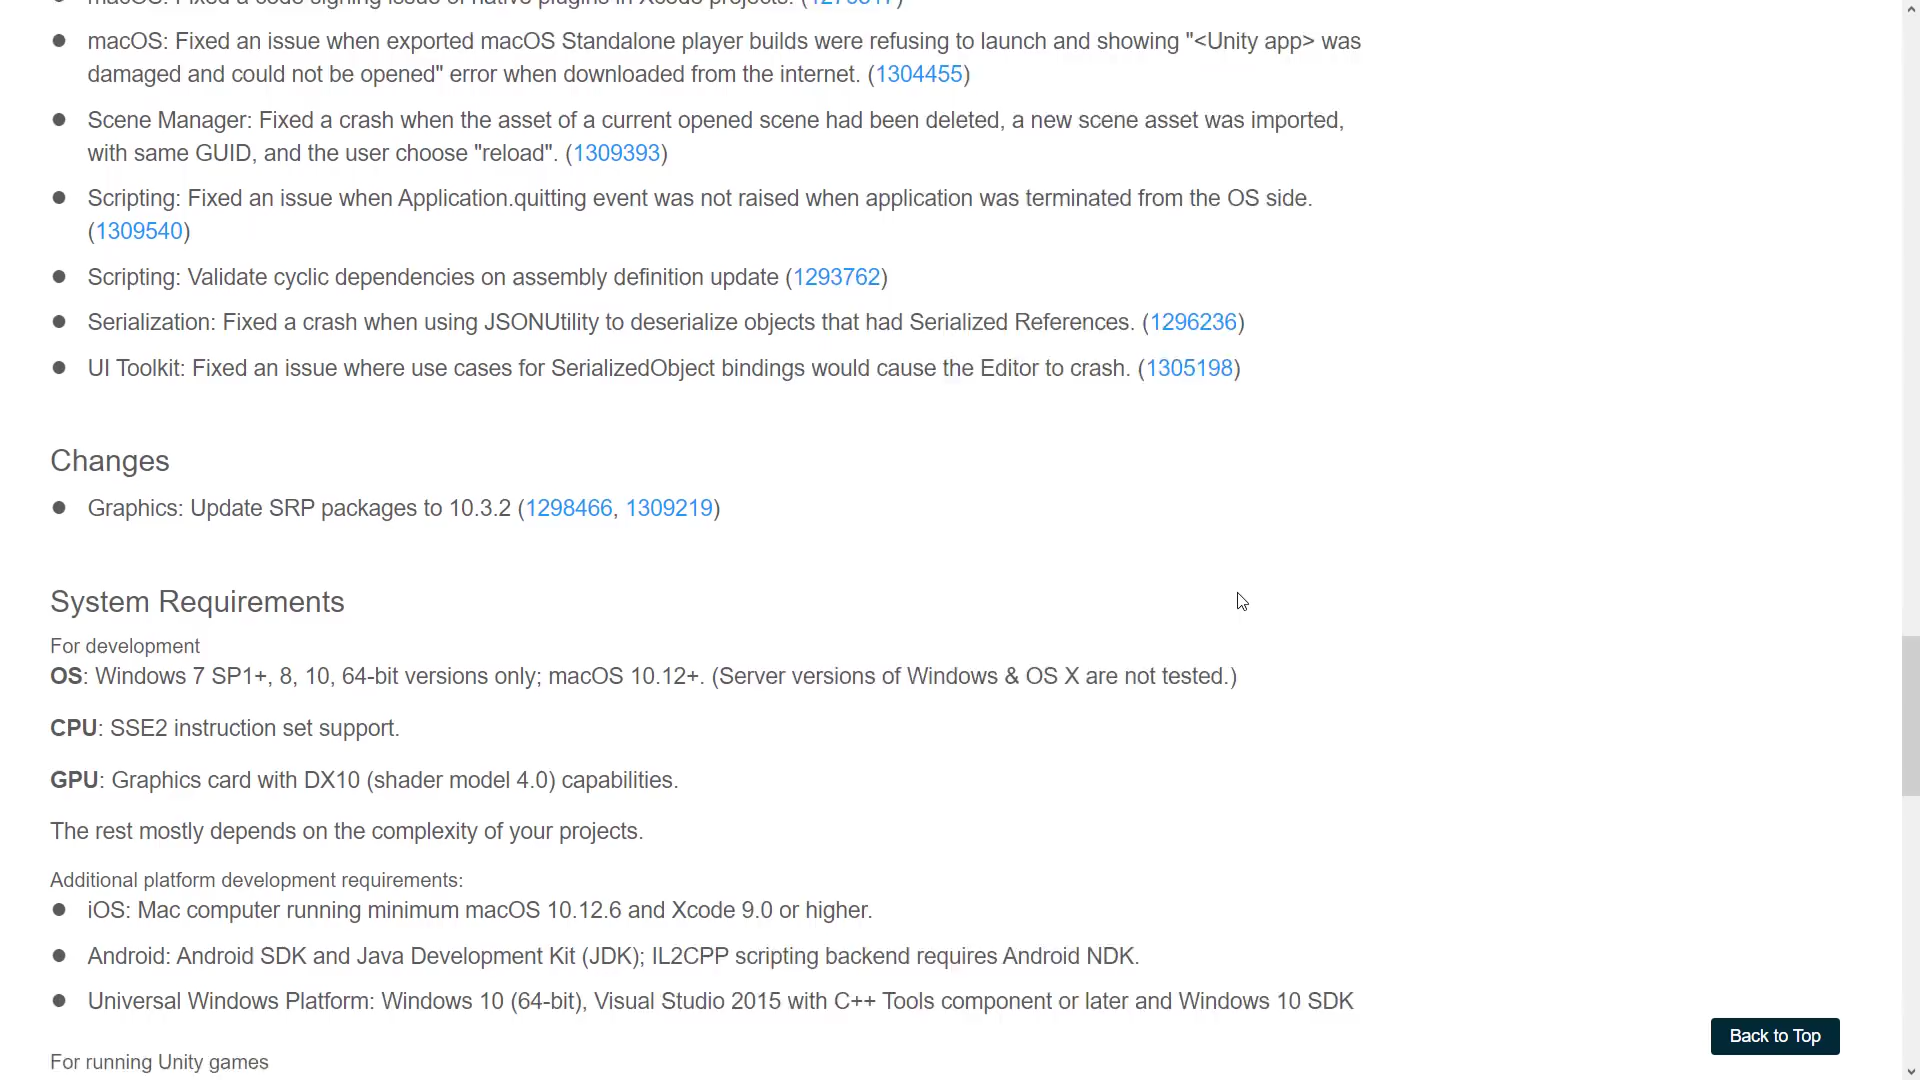 macOS: Fixed a code signing issue of native plugins in Xcode projects.
macOS: Fixed an issue when exported macOS Standalone player builds were refusing to launch and showing "<Unity app> was
damaged and could not be opened" error when downloaded from the internet. (1304455)
Scene Manager: Fixed a crash when the asset of a current opened scene had been deleted, a new scene asset was imported,
with same GUID, and the user choose "reload". (1309393)
Scripting: Fixed an issue when Application.quitting event was not raised when application was terminated from the OS side.
(1309540)
Scripting: Validate cyclic dependencies on assembly definition update (1293762)
Serialization: Fixed a crash when using JSONUtility to deserialize objects that had Serialized References. (1296236)
UI Toolkit: Fixed an issue where use cases for SerializedObject bindings would cause the Editor to crash. (1305198)
Changes
Graphics: Update SRP packages to 10.3.2 (1298466, 1309219)
System Requirements
For development
OS: Windows 7 SP1+, 8, 10, 64-bit versions only; macOS 10.12+. (Server versions of Windows & OS X are not tested.)
CPU: SSE2 instruction set support.
GPU: Graphics card with DX10 (shader model 4.0) capabilities.
The rest mostly depends on the complexity of your projects.
Additional platform development requirements:
iOS: Mac computer running minimum macOS 10.12.6 and Xcode 9.0 or higher.
Android: Android SDK and Java Development Kit (JDK); IL2CPP scripting backend requires Android NDK.
Universal Windows Platform: Windows 10 (64-bit), Visual Studio 2015 with C++ Tools component or later and Windows 10 SDK
Back to Top
For running Unity games